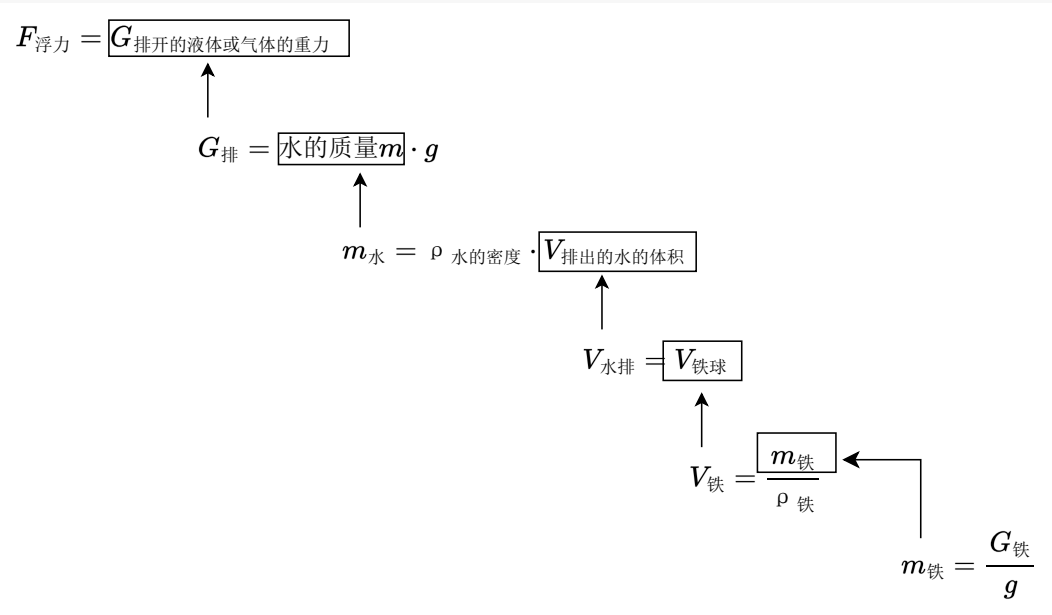 F浮力 = G排开的液体或气体的重力
G排 = 水的质量m · g
m水 = ρ 水的密度 · V排出的水的体积
V水排 = V铁球
V铁 = m铁 / ρ 铁
m铁 = G铁 / g